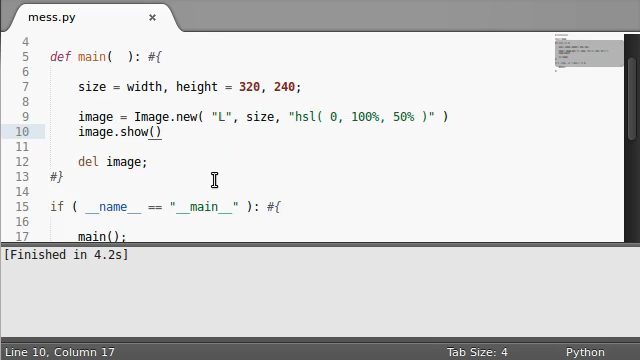 mess.py ×
4
5 def main(  ): #{
6
7 size = width, height = 320, 240;
8
9 image = Image.new( "L", size, "hsl( 0, 100%, 50% )" )
10 image.show()
11
12 del image;
13 #}
14
15 if ( __name__ == "__main__" ): #{
16
17 main();
[Finished in 4.2s]
Line 10, Column 17 Tab Size: 4 Python